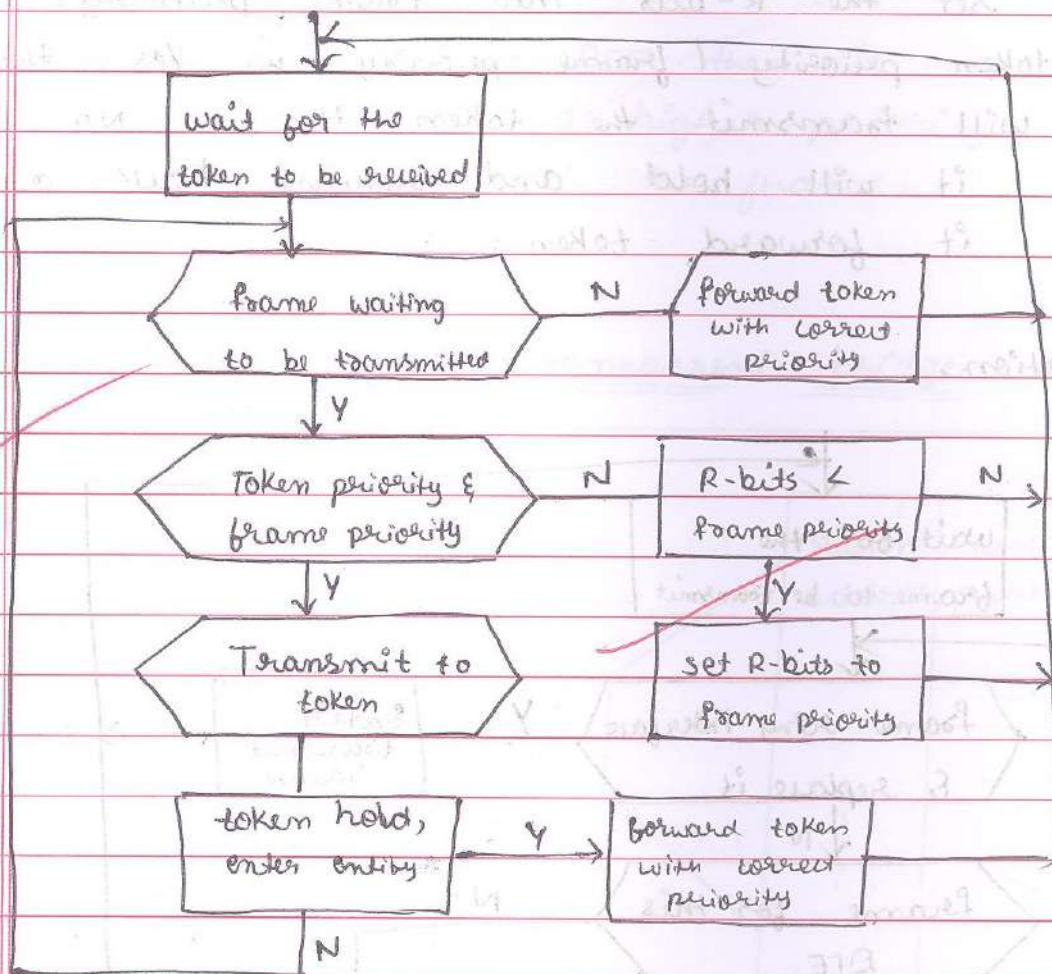 wait for the
token to be received
frame waiting
to be transmitted
N
forward token
with correct
priority
Y
Token priority &
frame priority
N
R-bits <
frame priority
N
Y
Y
Transmit to
token
set R-bits to
frame priority
token hold,
enter entity
Y
forward token
with correct
priority
N